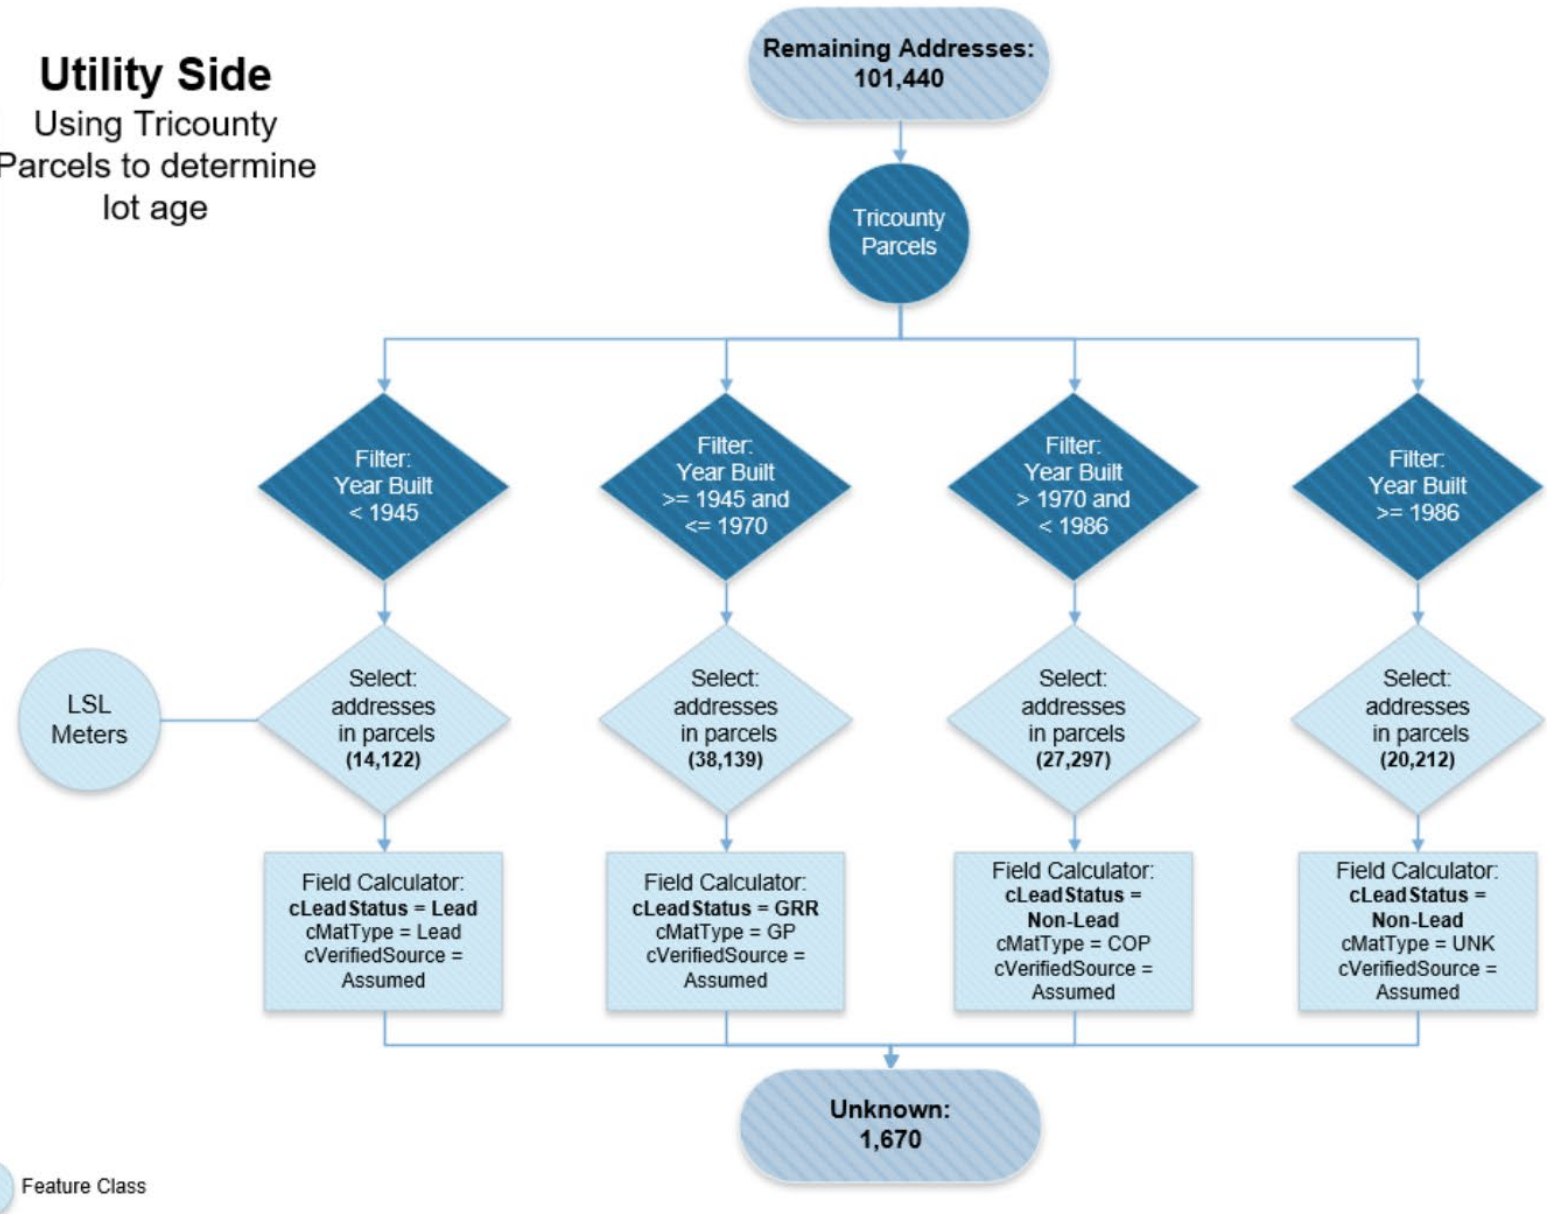 Utility Side
Using Tricounty
Parcels to determine
lot age
Remaining Addresses:
101,440
Tricounty
Parcels
Filter:
Year Built
< 1945
Filter:
Year Built
>= 1945 and
<= 1970
Filter:
Year Built
> 1970 and
< 1986
Filter:
Year Built
>= 1986
LSL
Meters
Select:
addresses
in parcels
(14,122)
Select:
addresses
in parcels
(38,139)
Select:
addresses
in parcels
(27,297)
Select:
addresses
in parcels
(20,212)
Field Calculator:
cLeadStatus = Lead
cMatType = Lead
cVerifiedSource =
Assumed
Field Calculator:
cLeadStatus = GRR
cMatType = GP
cVerifiedSource =
Assumed
Field Calculator:
cLeadStatus =
Non-Lead
cMatType = COP
cVerifiedSource =
Assumed
Field Calculator:
cLeadStatus =
Non-Lead
cMatType = UNK
cVerifiedSource =
Assumed
Unknown:
1,670
Feature Class